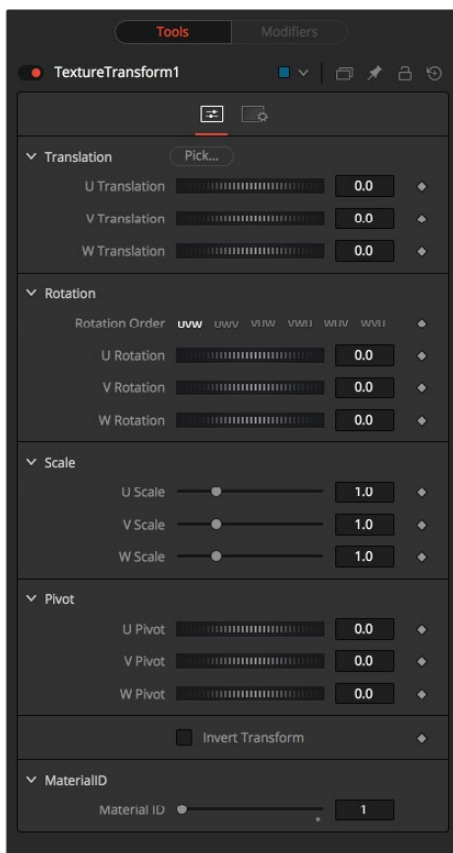 Tools Modifiers
TextureTransform1
Translation Pick...
U Translation 0.0
V Translation 0.0
W Translation 0.0
Rotation
Rotation Order UVW UWV VUW VWU WUV WVU
U Rotation 0.0
V Rotation 0.0
W Rotation 0.0
Scale
U Scale 1.0
V Scale 1.0
W Scale 1.0
Pivot
U Pivot 0.0
V Pivot 0.0
W Pivot 0.0
Invert Transform
MaterialID
Material ID 1